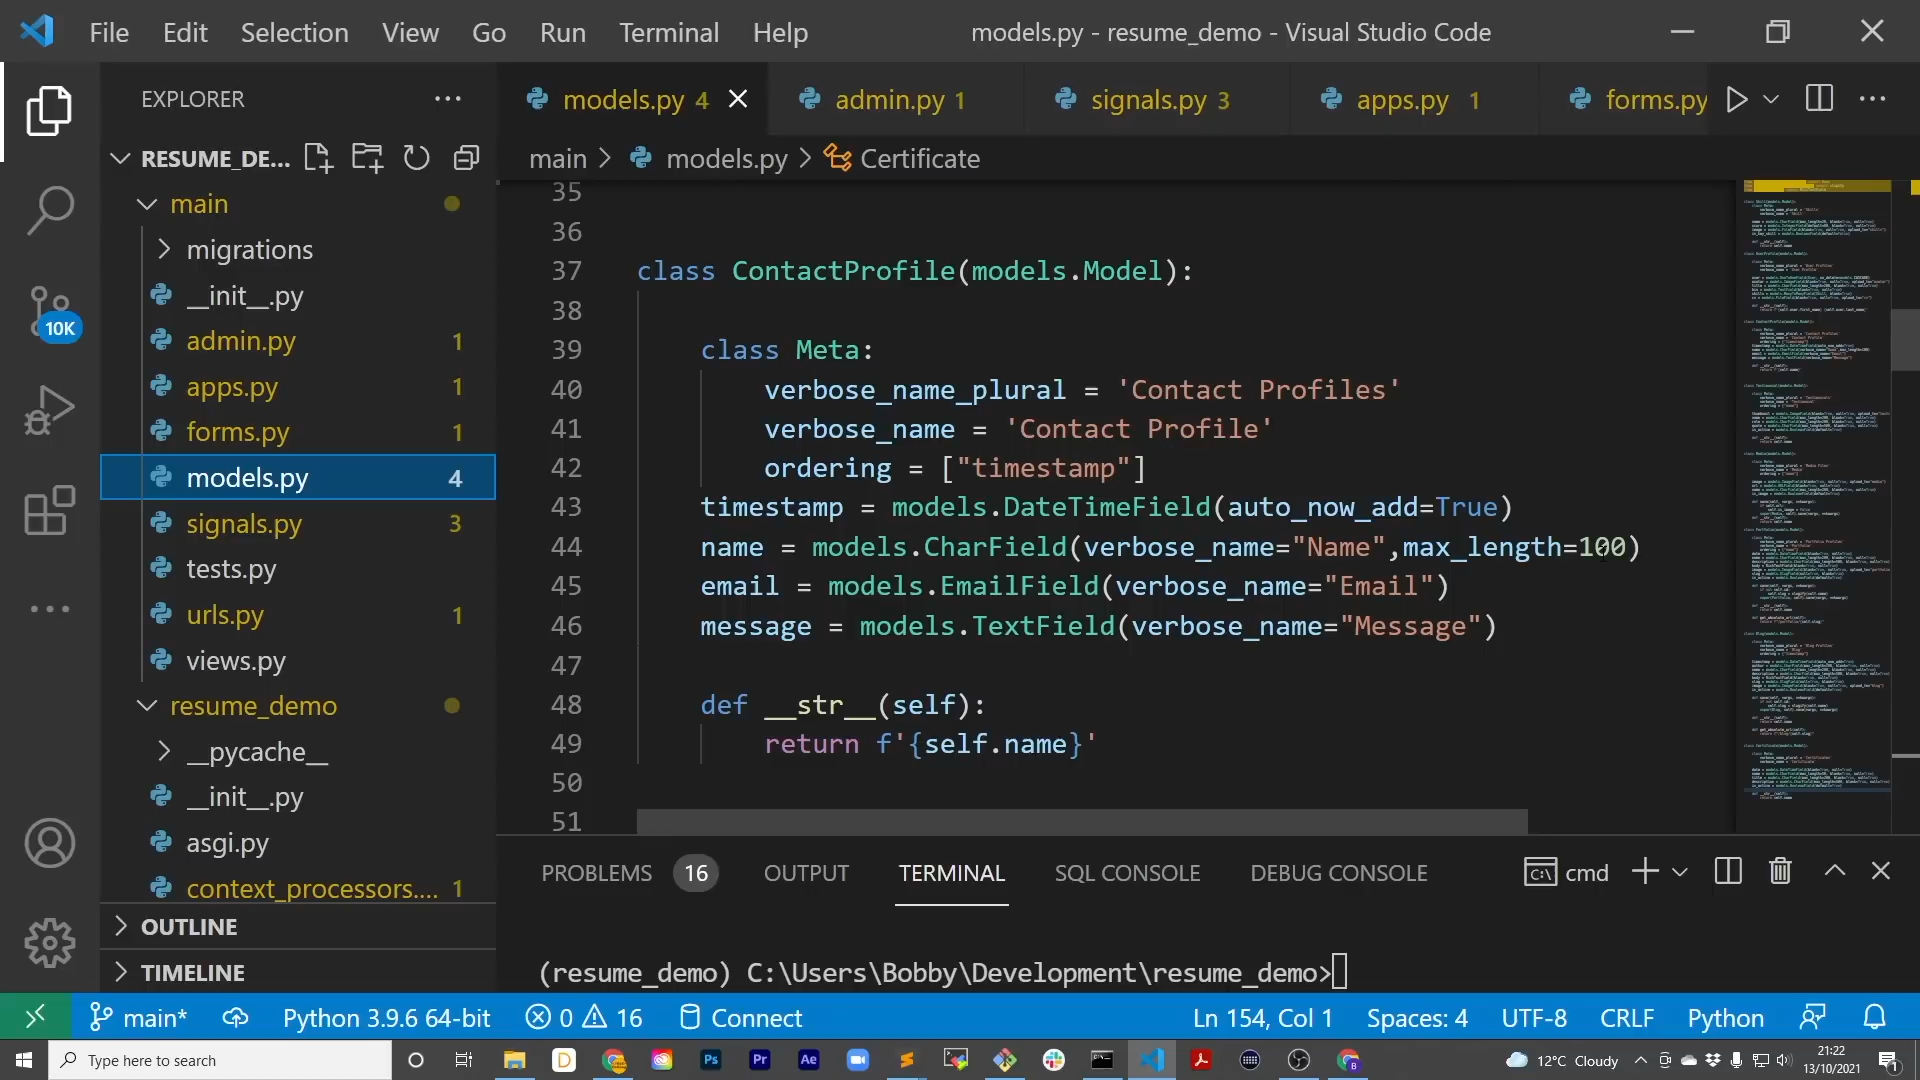 File Edit Selection View Go Run Terminal Help
models.py - resume_demo - Visual Studio Code
EXPLORER
models.py 4
admin.py 1
signals.py 3
apps.py 1
forms.py
RESUME_DE...
main > models.py > Certificate
main
migrations
__init__.py
admin.py 1
apps.py 1
forms.py 1
models.py 4
signals.py 3
tests.py
urls.py 1
views.py
resume_demo
__pycache__
__init__.py
asgi.py
context_processors.... 1
OUTLINE
TIMELINE
10K
35
36
37 class ContactProfile(models.Model):
38
39 class Meta:
40 verbose_name_plural = 'Contact Profiles'
41 verbose_name = 'Contact Profile'
42 ordering = ["timestamp"]
43 timestamp = models.DateTimeField(auto_now_add=True)
44 name = models.CharField(verbose_name="Name",max_length=100)
45 email = models.EmailField(verbose_name="Email")
46 message = models.TextField(verbose_name="Message")
47
48 def __str__(self):
49 return f'{self.name}'
50
51
PROBLEMS 16 OUTPUT TERMINAL SQL CONSOLE DEBUG CONSOLE
cmd
(resume_demo) C:\Users\Bobby\Development\resume_demo>
main* Python 3.9.6 64-bit 0 16 Connect
Ln 154, Col 1 Spaces: 4 UTF-8 CRLF Python
Type here to search
D Ps Pr Ae
12°C Cloudy
21:22
13/10/2021
1